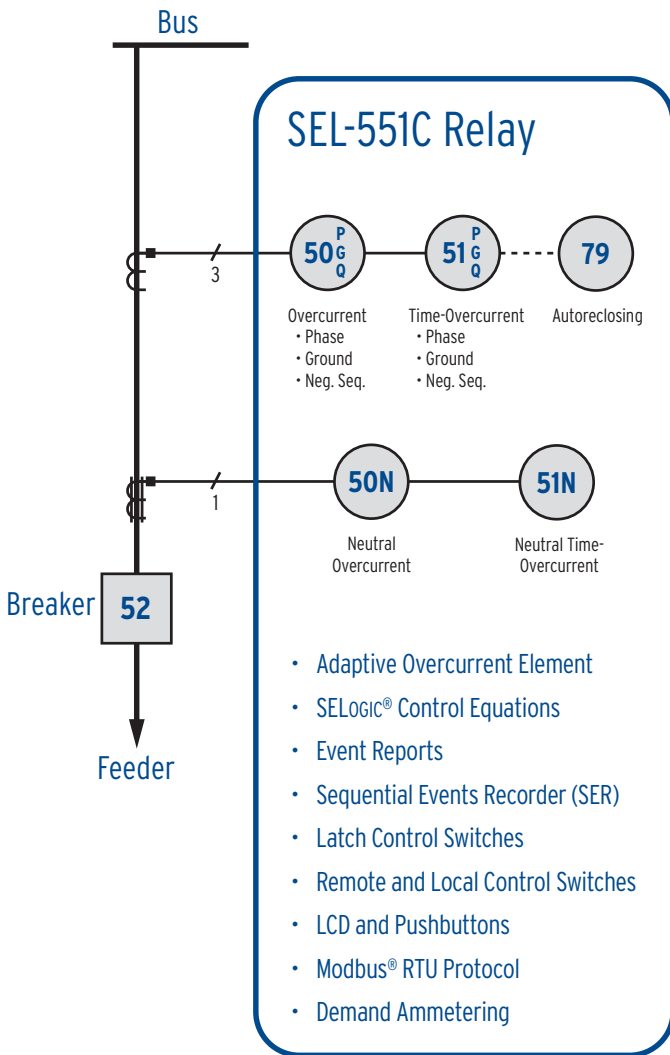 Bus
SEL-551C Relay
50 P G Q
51 P G Q
79
3
Overcurrent
• Phase
• Ground
• Neg. Seq.
Time-Overcurrent
• Phase
• Ground
• Neg. Seq.
Autoreclosing
50N
51N
1
Neutral
Overcurrent
Neutral Time-
Overcurrent
Breaker
52
Feeder
• Adaptive Overcurrent Element
• SELOGIC® Control Equations
• Event Reports
• Sequential Events Recorder (SER)
• Latch Control Switches
• Remote and Local Control Switches
• LCD and Pushbuttons
• Modbus® RTU Protocol
• Demand Ammetering